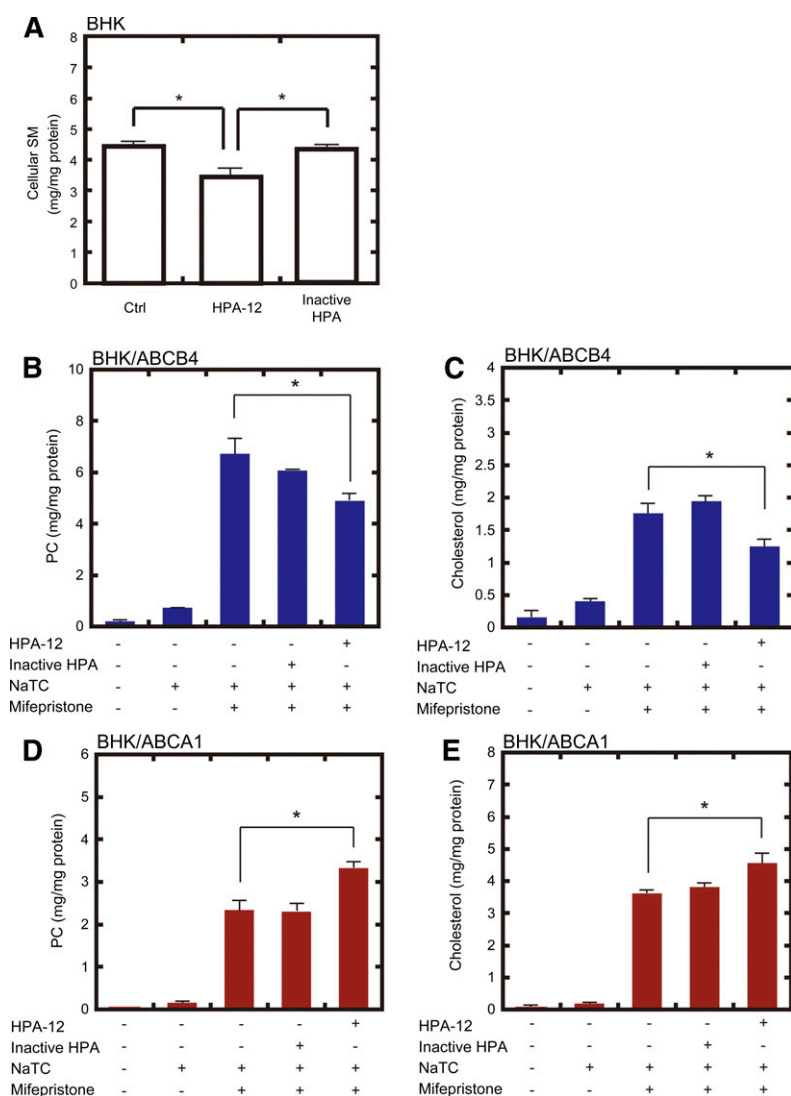 A
BHK
Cellular SM
(mg/mg protein)
8
7
6
5
4
3
2
1
0
*
*
Ctrl
HPA-12
Inactive
HPA
B
BHK/ABCB4
PC (mg/mg protein)
10
8
6
4
2
0
*
HPA-12 - - - - +
Inactive HPA - - - + -
NaTC - + + + +
Mifepristone - - + + +
C
BHK/ABCB4
Cholesterol (mg/mg protein)
4
3.5
3
2.5
2
1.5
1
0.5
0
*
HPA-12 - - - - +
Inactive HPA - - - + -
NaTC - + + + +
Mifepristone - - + + +
D
BHK/ABCA1
PC (mg/mg protein)
6
5
4
3
2
1
0
*
HPA-12 - - - - +
Inactive HPA - - - + -
NaTC - + + + +
Mifepristone - - + + +
E
BHK/ABCA1
Cholesterol (mg/mg protein)
8
7
6
5
4
3
2
1
0
*
HPA-12 - - - - +
Inactive HPA - - - + -
NaTC - + + + +
Mifepristone - - + + +